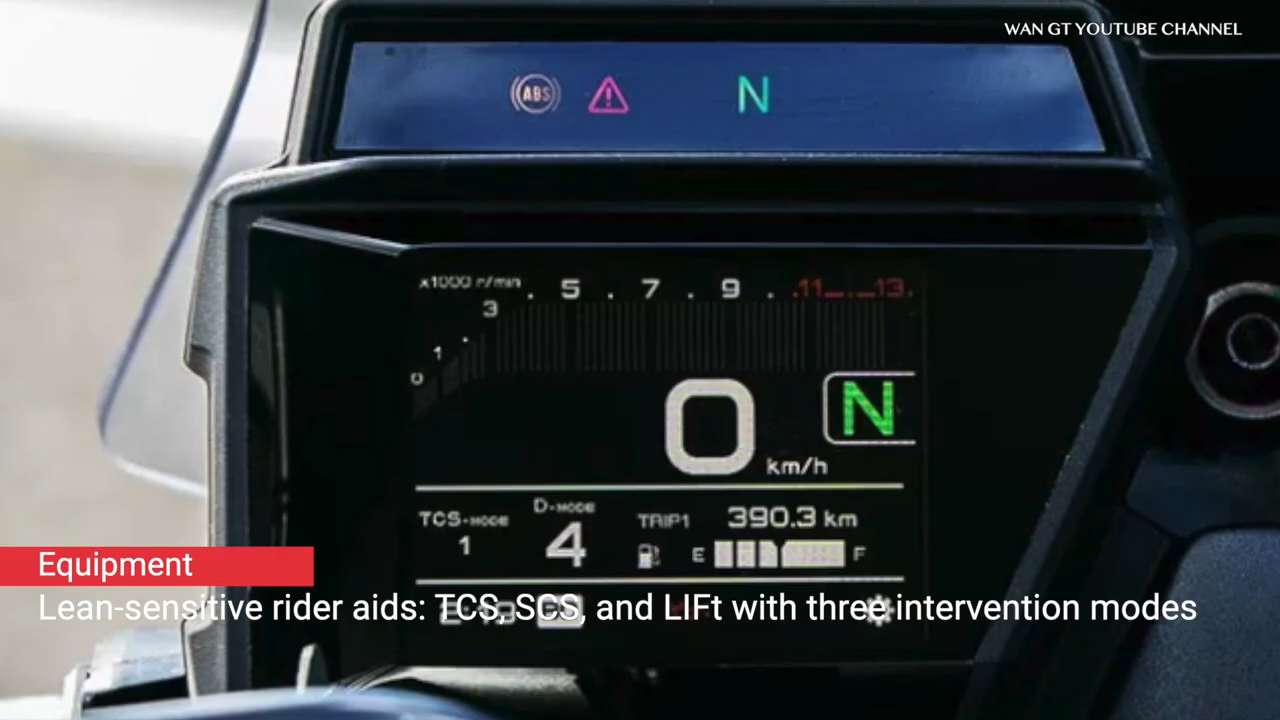 WAN GT YOUTUBE CHANNEL
ABS
N
x1000 r/min
0 1 3 . 5 . 7 . 9 . 11 . 13
0 km/h
N
TCS-MODE
1
D-MODE
4
TRIP1 390.3 km
E F
Equipment
Lean-sensitive rider aids: TCS, SCS, and LIFt with three intervention modes